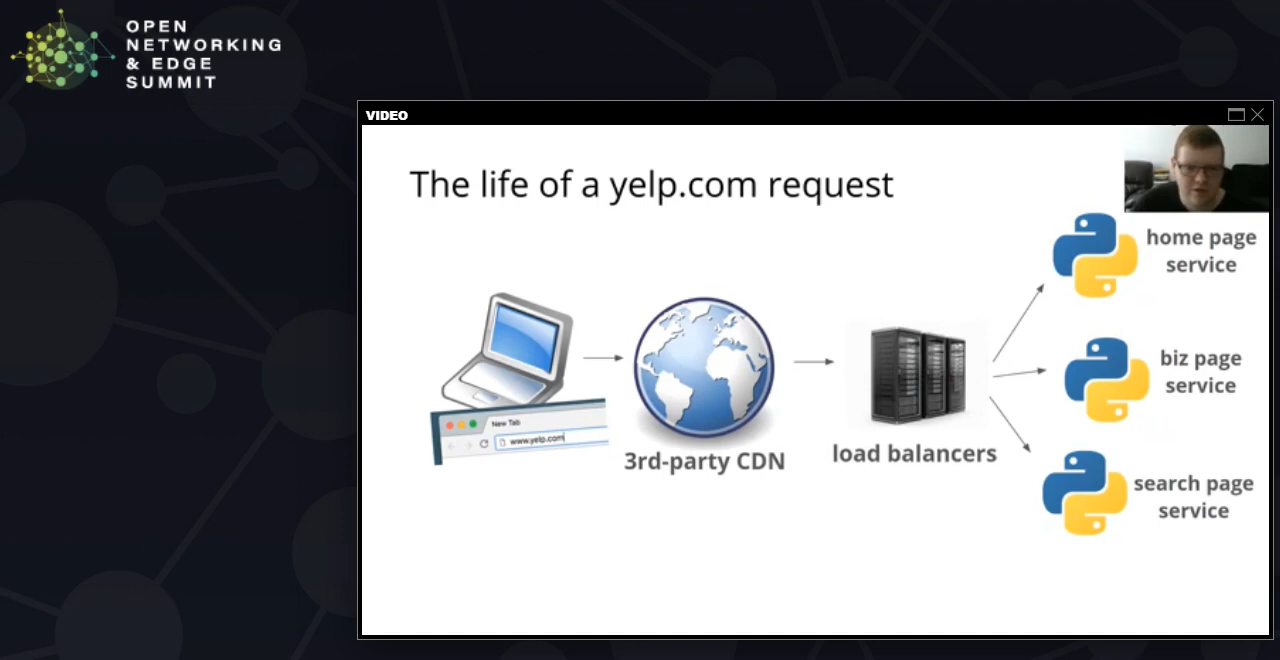 OPEN
NETWORKING
& EDGE
SUMMIT
VIDEO
The life of a yelp.com request
home page
service
New Tab
www.yelp.com
biz page
service
3rd-party CDN
load balancers
search page
service